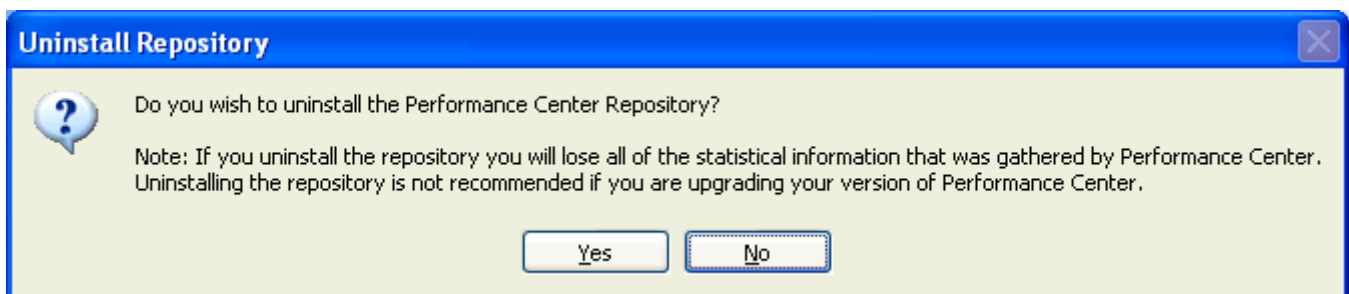 Uninstall Repository
Do you wish to uninstall the Performance Center Repository?
Note: If you uninstall the repository you will lose all of the statistical information that was gathered by Performance Center.
Uninstalling the repository is not recommended if you are upgrading your version of Performance Center.
Yes
No